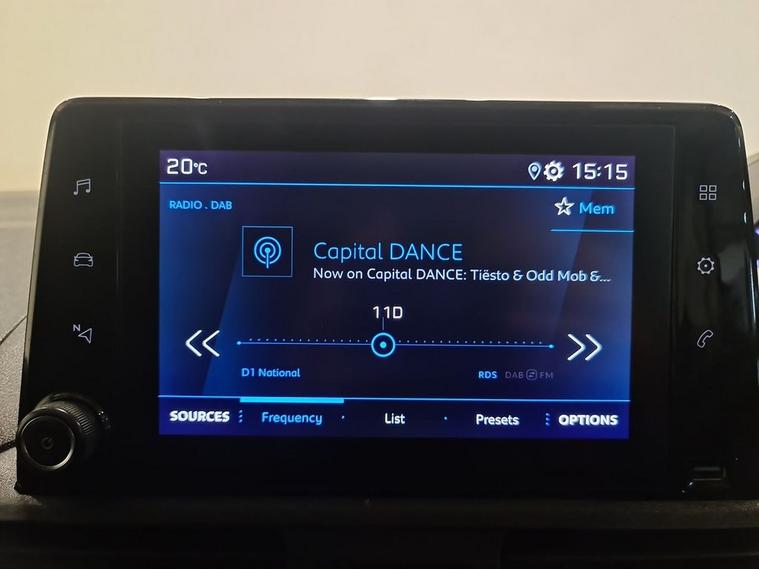 20°C 15:15
RADIO . DAB Mem
Capital DANCE
Now on Capital DANCE: Tiësto & Odd Mob &...
11D
D1 National RDS DAB FM
SOURCES Frequency List Presets OPTIONS
N